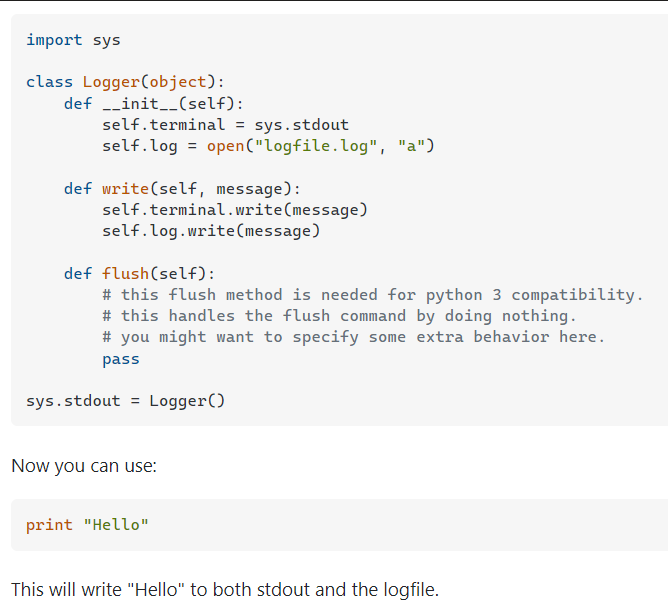 import sys
class Logger(object):
    def __init__(self):
        self.terminal = sys.stdout
        self.log = open("logfile.log", "a")
    def write(self, message):
        self.terminal.write(message)
        self.log.write(message)
    def flush(self):
        # this flush method is needed for python 3 compatibility.
        # this handles the flush command by doing nothing.
        # you might want to specify some extra behavior here.
        pass
sys.stdout = Logger()
Now you can use:
print "Hello"
This will write "Hello" to both stdout and the logfile.